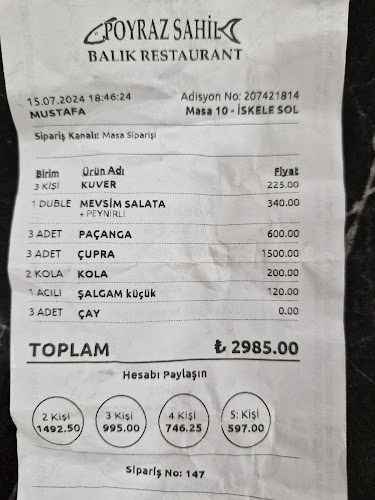 POYRAZ SAHİL
BALIK RESTAURANT
15.07.2024 18:46:24 Adisyon No: 207421814
MUSTAFA Masa 10 - İSKELE SOL
Sipariş Kanalı: Masa Siparişi
Birim Ürün Adı Fiyat
3 KİŞİ KUVER 225.00
1 DUBLE MEVSİM SALATA 340.00
+ PEYNİRLİ
3 ADET PAÇANGA 600.00
3 ADET ÇUPRA 1500.00
2 KOLA KOLA 200.00
1 ACILI ŞALGAM küçük 120.00
3 ADET ÇAY 0.00
TOPLAM ₺ 2985.00
Hesabı Paylaşın
2 Kişi 3 Kişi 4 Kişi 5: Kişi
1492.50 995.00 746.25 597.00
Sipariş No: 147